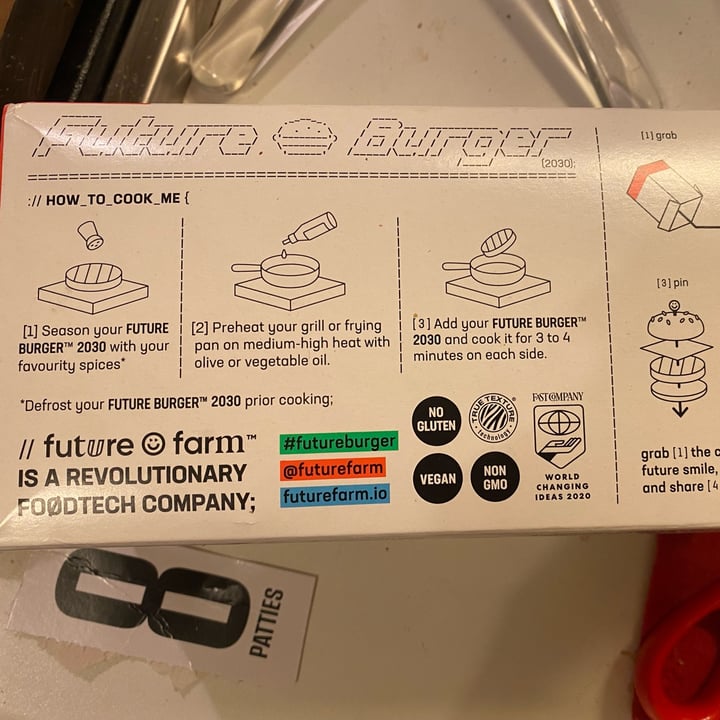 Future Burger
(2030);
:// HOW_TO_COOK_ME {
[1] Season your FUTURE
BURGER™ 2030 with your
favourity spices*
[2] Preheat your grill or frying
pan on medium-high heat with
olive or vegetable oil.
[3] Add your FUTURE BURGER™
2030 and cook it for 3 to 4
minutes on each side.
*Defrost your FUTURE BURGER™ 2030 prior cooking;
// future farm™
IS A REVOLUTIONARY
FOØDTECH COMPANY;
#futureburger
@futurefarm
futurefarm.io
NO
GLUTEN
TRUE TEXTURE
Technology
VEGAN
NON
GMO
FAST COMPANY
WORLD
CHANGING
IDEAS 2020
[1] grab
[3] pin
grab [1] the
future smile,
and share [4
8
PATTIES